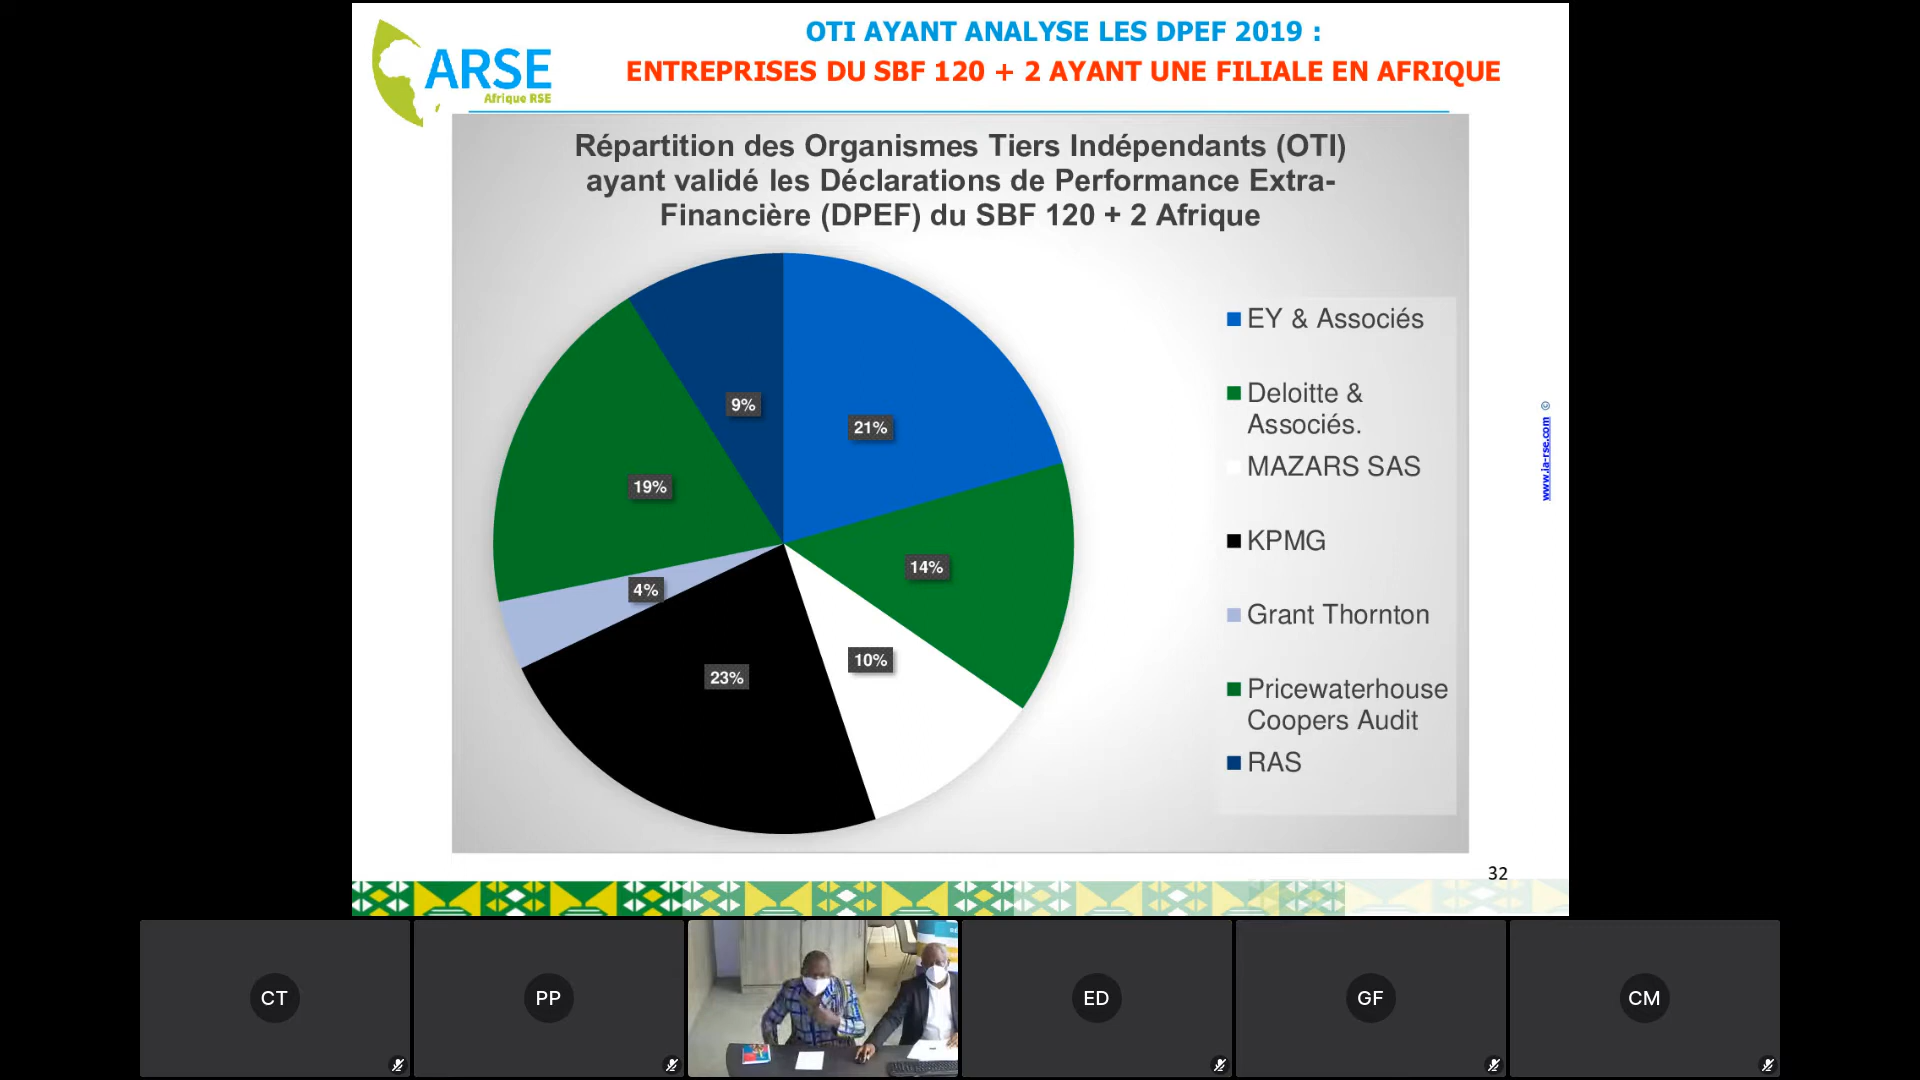 OTI AYANT ANALYSE LES DPEF 2019 :
ENTREPRISES DU SBF 120 + 2 AYANT UNE FILIALE EN AFRIQUE
ARSE
Afrique RSE
Répartition des Organismes Tiers Indépendants (OTI)
ayant validé les Déclarations de Performance Extra-
Financière (DPEF) du SBF 120 + 2 Afrique
9%
21%
19%
14%
4%
10%
23%
EY & Associés
Deloitte &
Associés.
MAZARS SAS
KPMG
Grant Thornton
Pricewaterhouse
Coopers Audit
RAS
www.ia-rse.com ©
32
CT
PP
ED
GF
CM